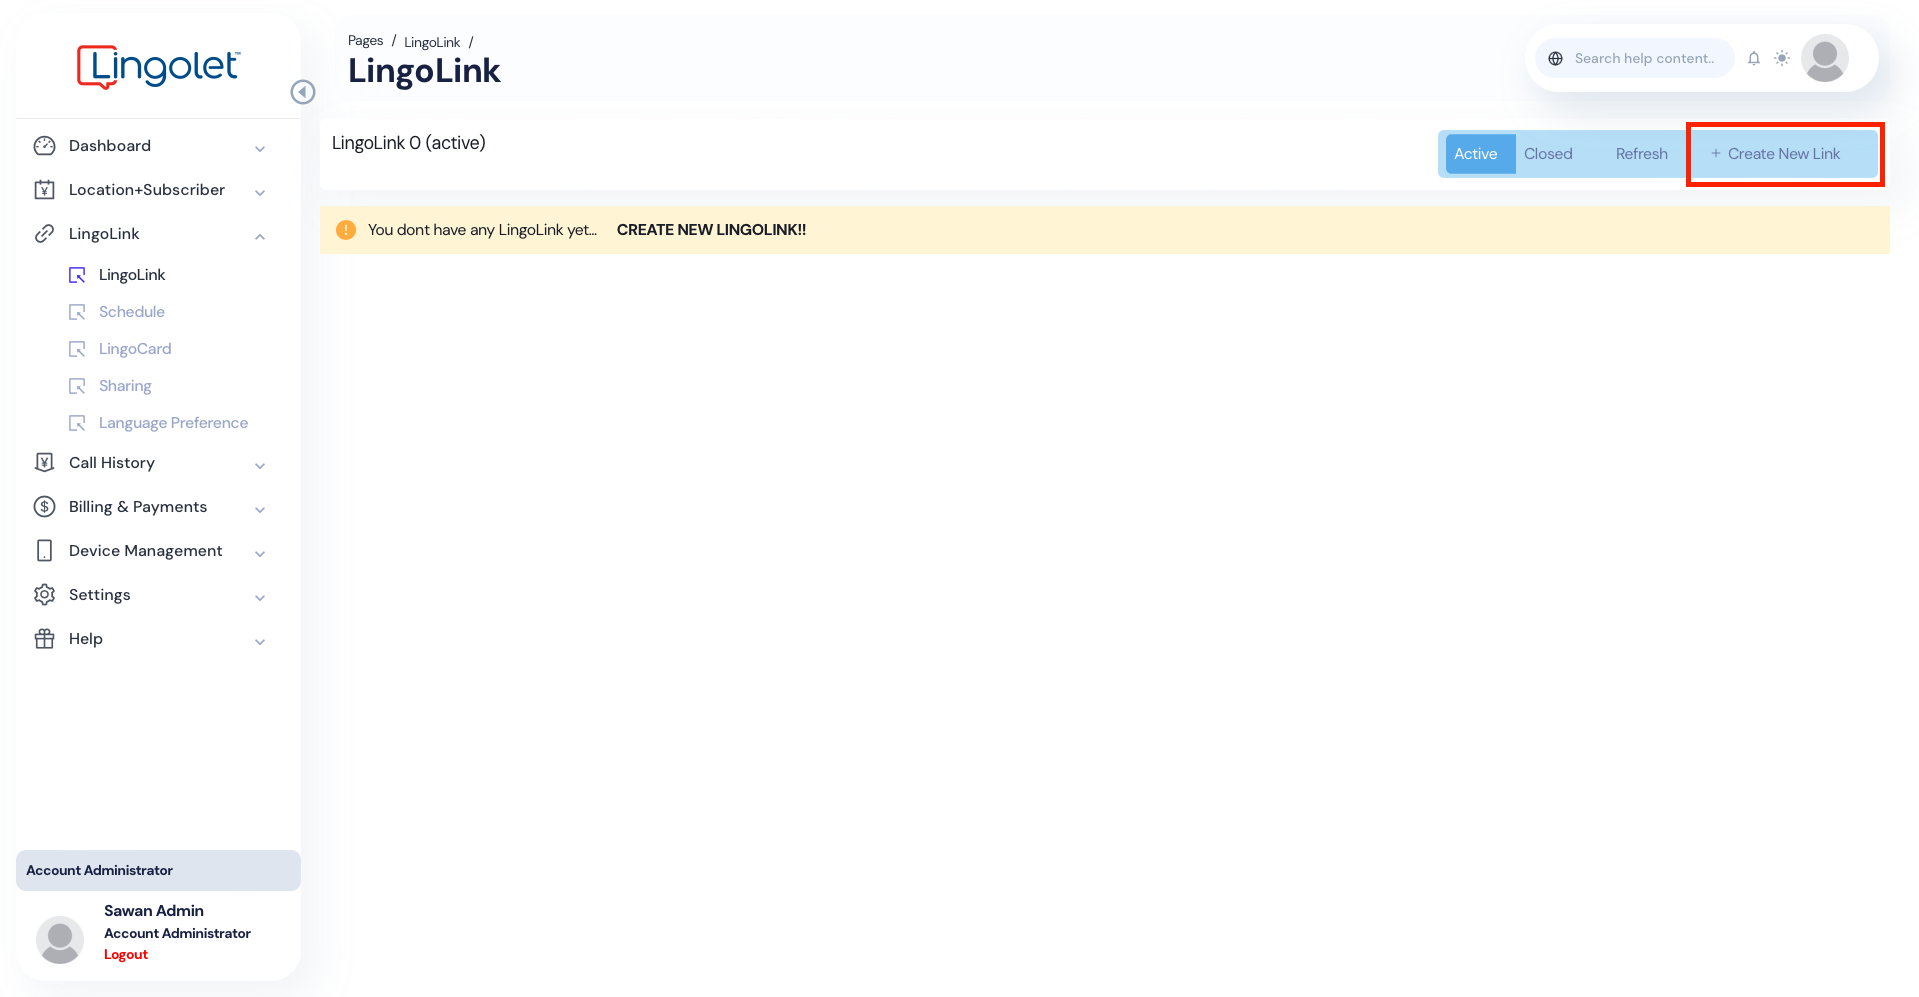 Lingolet™
Dashboard
Location+Subscriber
LingoLink
LingoLink
Schedule
LingoCard
Sharing
Language Preference
Call History
Billing & Payments
Device Management
Settings
Help
Account Administrator
Sawan Admin
Account Administrator
Logout
Pages / LingoLink /
LingoLink
Search help content..
LingoLink 0 (active)
Active Closed Refresh + Create New Link
You dont have any LingoLink yet... CREATE NEW LINGOLINK!!